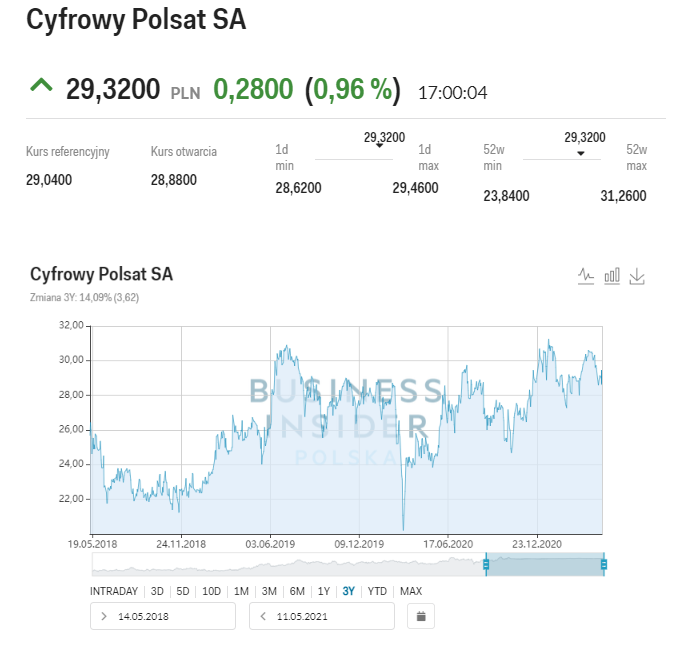 Cyfrowy Polsat SA
29,3200 PLN 0,2800 (0,96 %) 17:00:04
Kurs referencyjny
29,0400
Kurs otwarcia
28,8800
1d min
28,6200
29,3200
1d max
29,4600
52w min
23,8400
29,3200
52w max
31,2600
Cyfrowy Polsat SA
Zmiana 3Y: 14,09% (3,62)
32,00
30,00
28,00
26,00
24,00
22,00
BUSINESS
INSIDER
POLSKA
19.05.2018 24.11.2018 03.06.2019 09.12.2019 17.06.2020 23.12.2020
INTRADAY 3D 5D 10D 1M 3M 6M 1Y 3Y YTD MAX
14.05.2018 11.05.2021